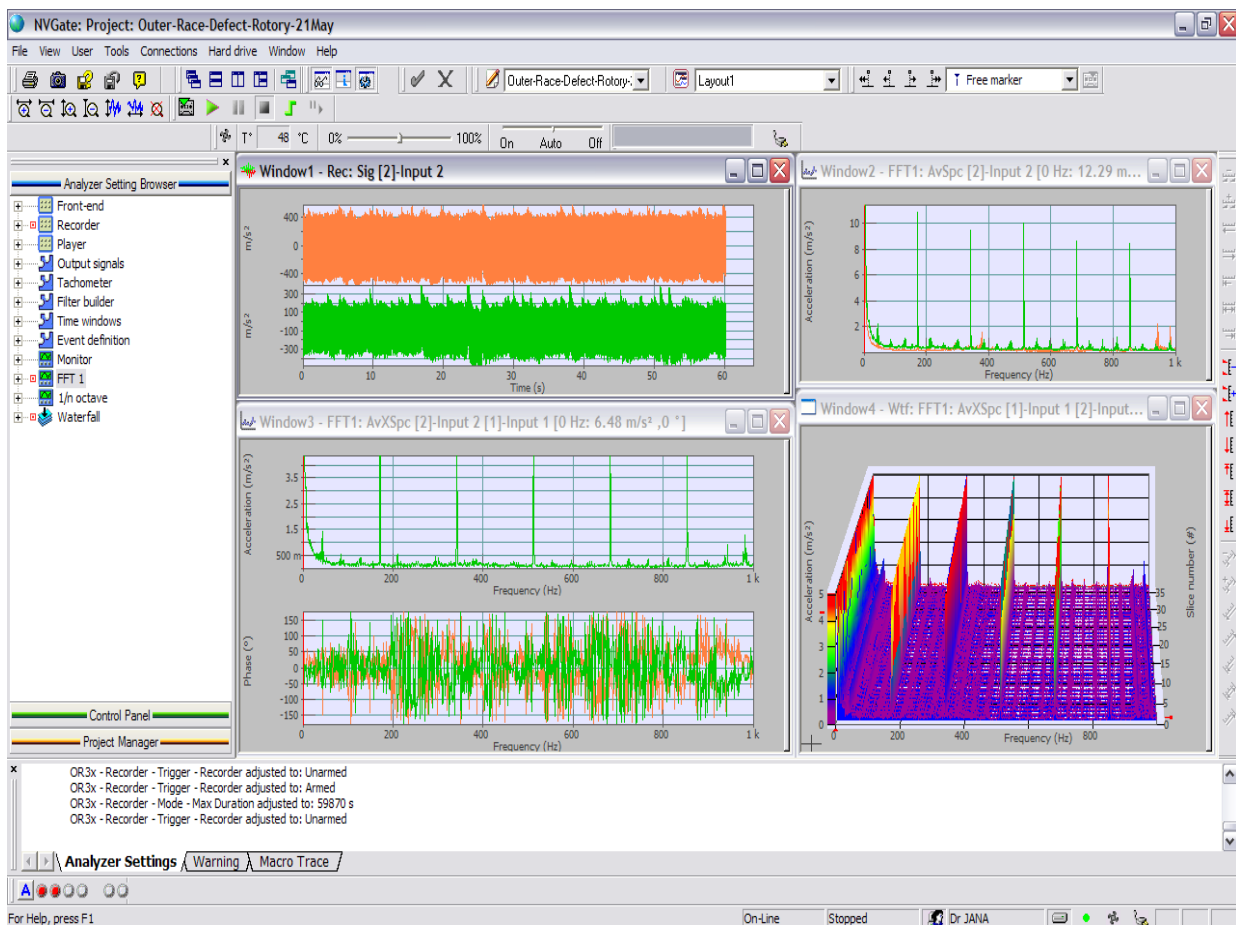 NVGate: Project: Outer-Race-Defect-Rotory-21May
File View User Tools Connections Hard drive Window Help
Outer-Race-Defect-Rotory-:
Layout1
Free marker
T° 48 °C 0% 100% On Auto Off
Analyzer Setting Browser
Front-end
Recorder
Player
Output signals
Tachometer
Filter builder
Time windows
Event definition
Monitor
FFT 1
1/n octave
Waterfall
Control Panel
Project Manager
Window1 - Rec: Sig [2]-Input 2
m/s²
400
0
-400
m/s²
300
100
-100
-300
0 10 20 30 40 50 60
Time (s)
Window2 - FFT1: AvSpc [2]-Input 2 [0 Hz: 12.29 m...
Acceleration (m/s²)
10
8
6
4
2
0 200 400 600 800 1 k
Frequency (Hz)
Window3 - FFT1: AvXSpc [2]-Input 2 [1]-Input 1 [0 Hz: 6.48 m/s² ,0 °]
Acceleration (m/s²)
3.5
2.5
1.5
500 m
0 200 400 600 800 1 k
Frequency (Hz)
Phase (°)
150
100
50
0
-50
-100
-150
0 200 400 600 800 1 k
Frequency (Hz)
Window4 - Wtf: FFT1: AvXSpc [1]-Input 1 [2]-Input...
Acceleration (m/s²)
5
4
3
2
1
0
Slice number (#)
35
30
25
20
15
10
5
0
0 200 400 600 800
Frequency (Hz)
OR3x - Recorder - Trigger - Recorder adjusted to: Unarmed
OR3x - Recorder - Trigger - Recorder adjusted to: Armed
OR3x - Recorder - Mode - Max Duration adjusted to: 59870 s
OR3x - Recorder - Trigger - Recorder adjusted to: Unarmed
Analyzer Settings Warning Macro Trace
A
For Help, press F1
On-Line Stopped Dr JANA